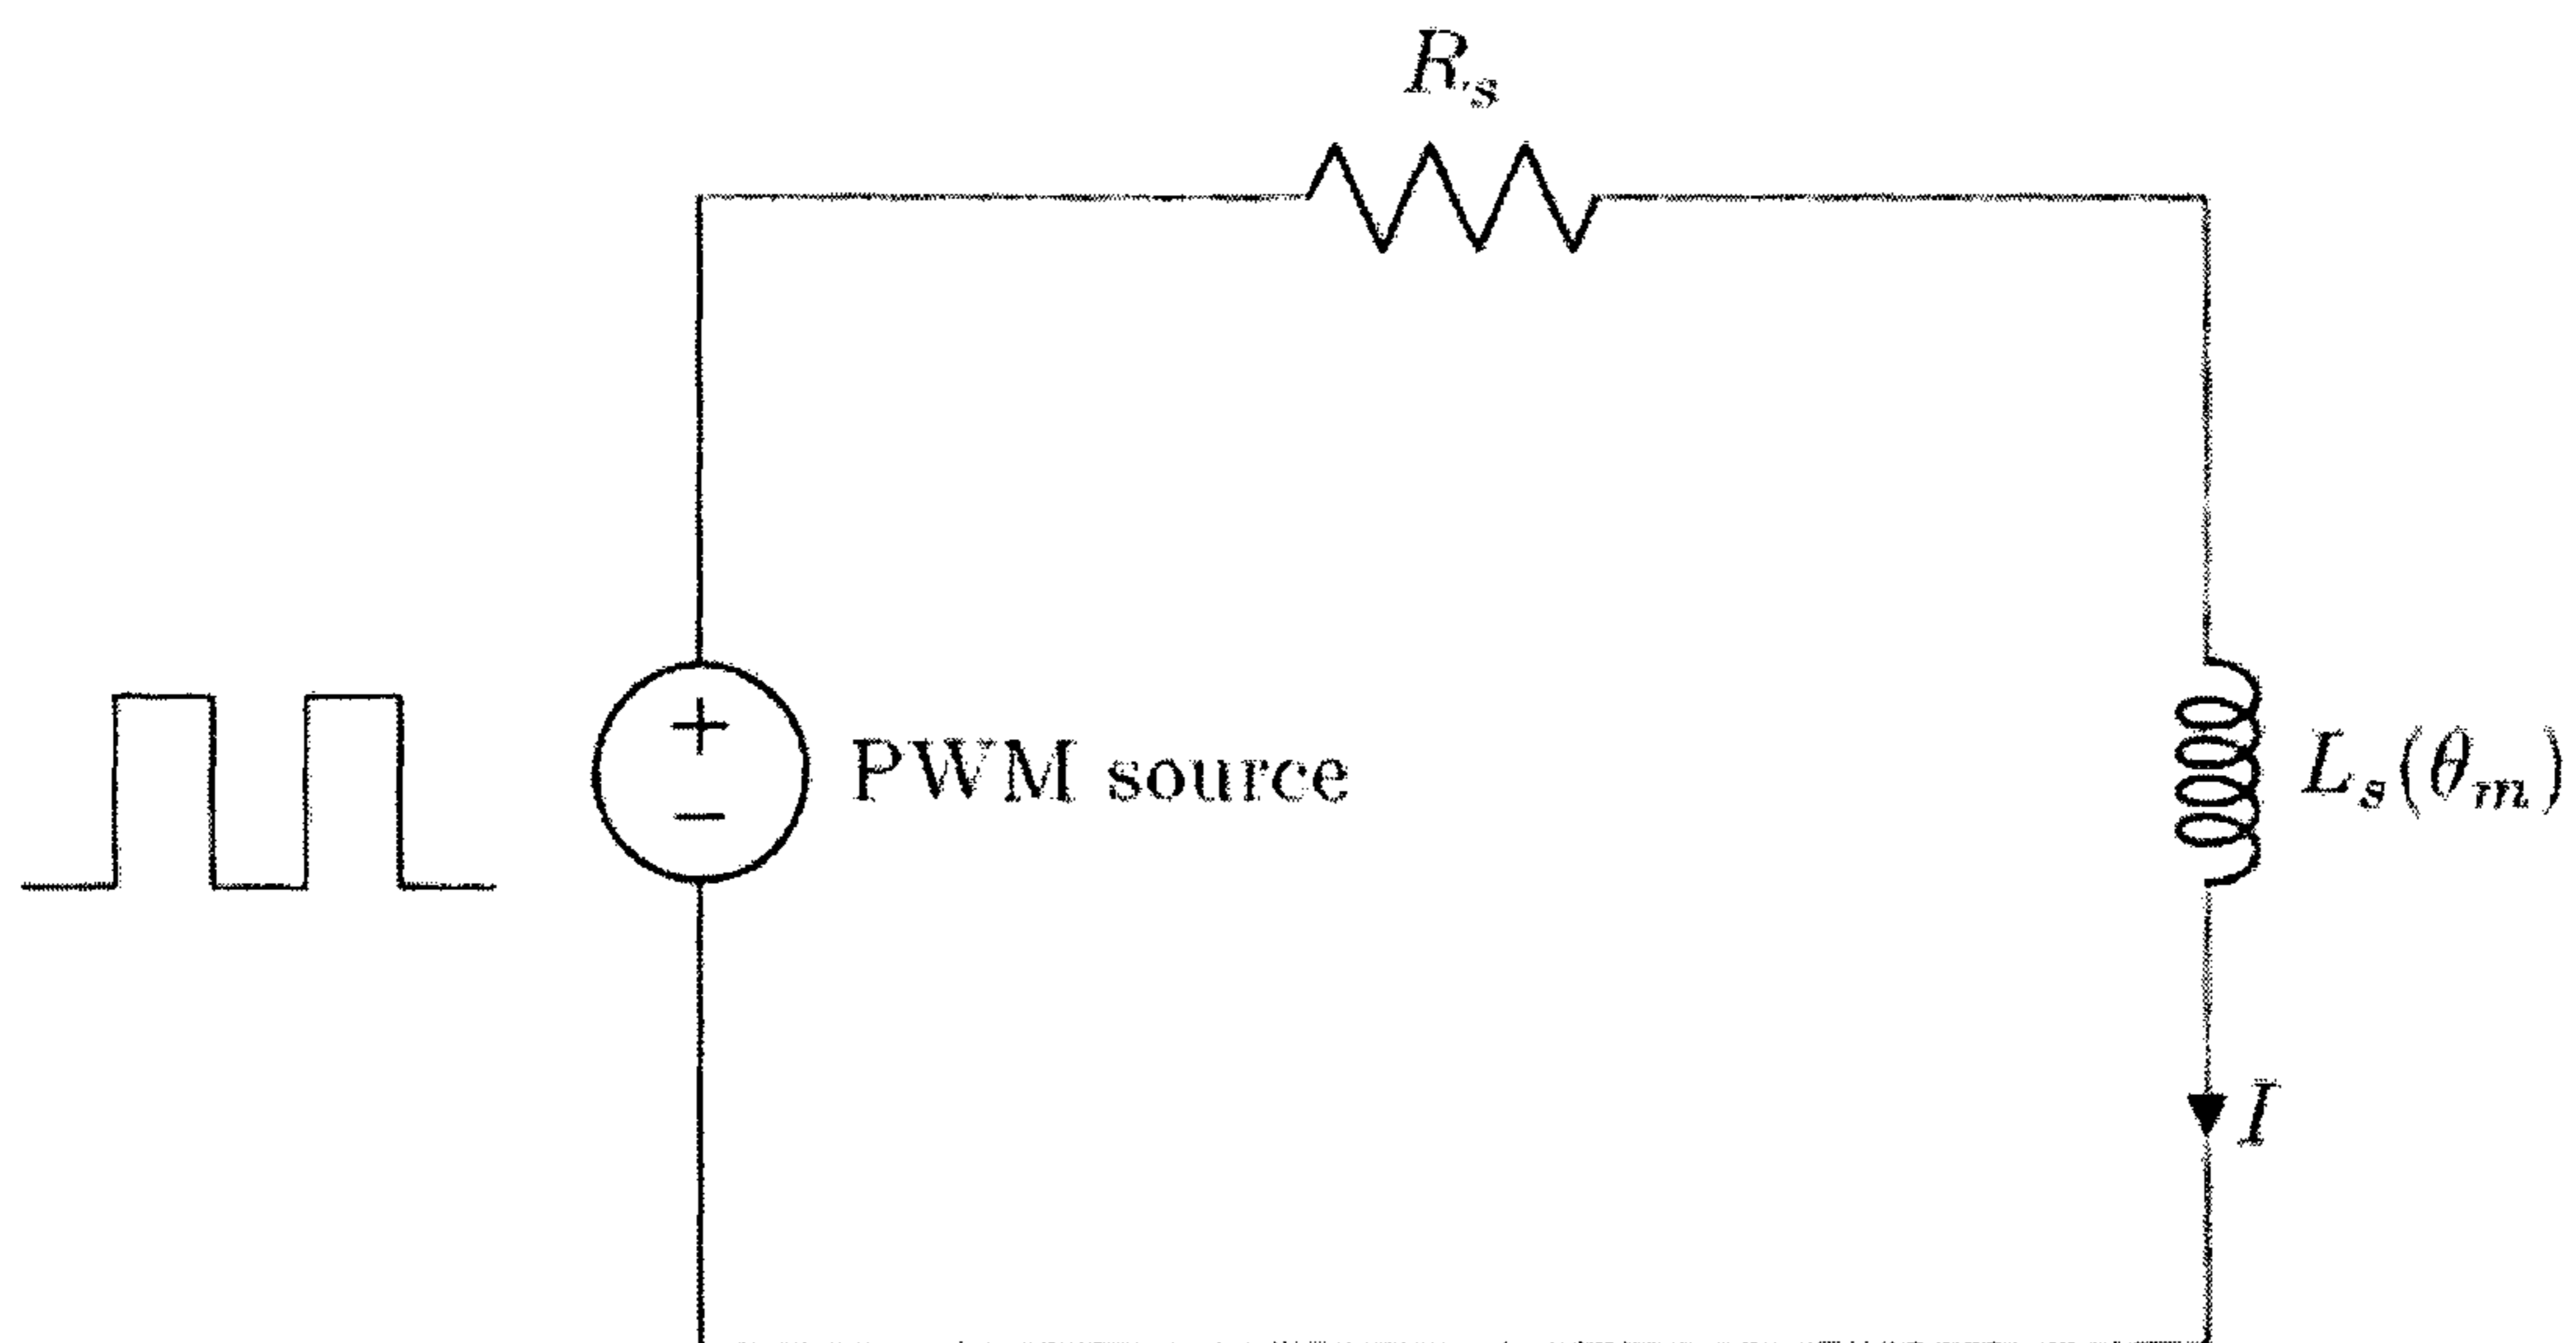 R_s
+
PWM source
−
L_s(θ_m)
I